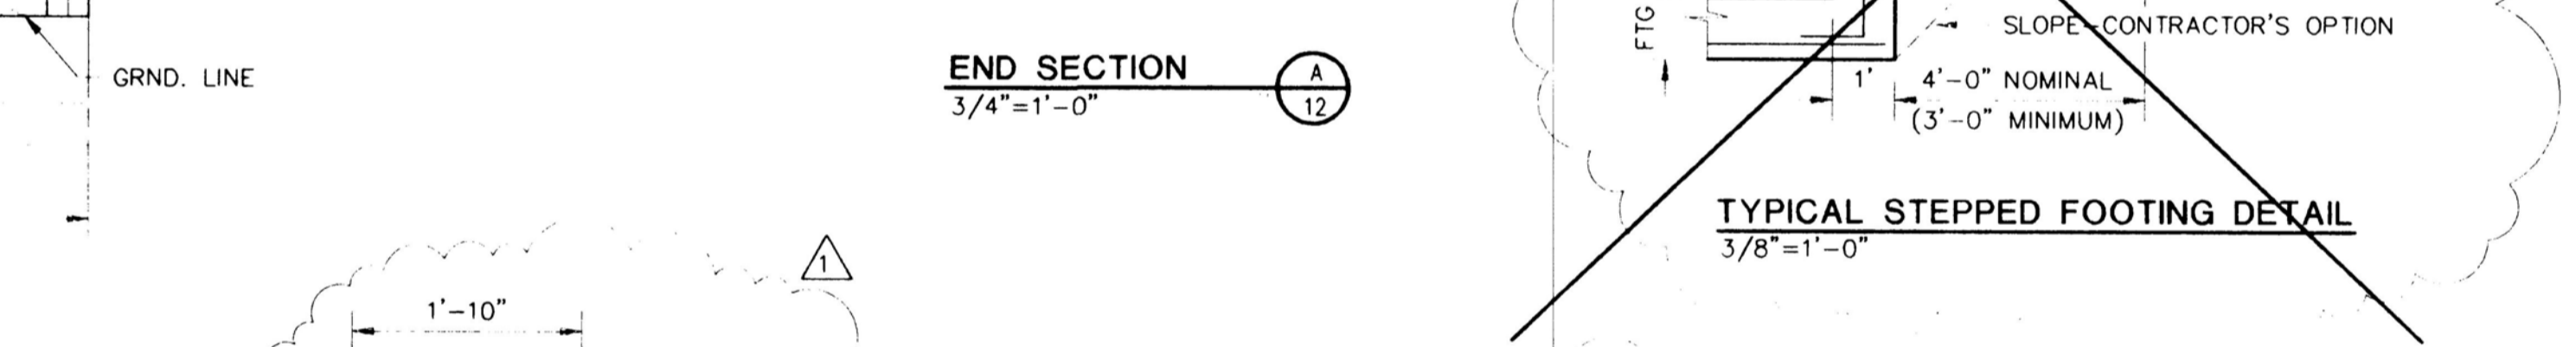 GRND. LINE
END SECTION
3/4"=1'-0"
A
12
1
1'-10"
FTG
SLOPE-CONTRACTOR'S OPTION
1'
4'-0" NOMINAL
(3'-0" MINIMUM)
TYPICAL STEPPED FOOTING DETAIL
3/8"=1'-0"